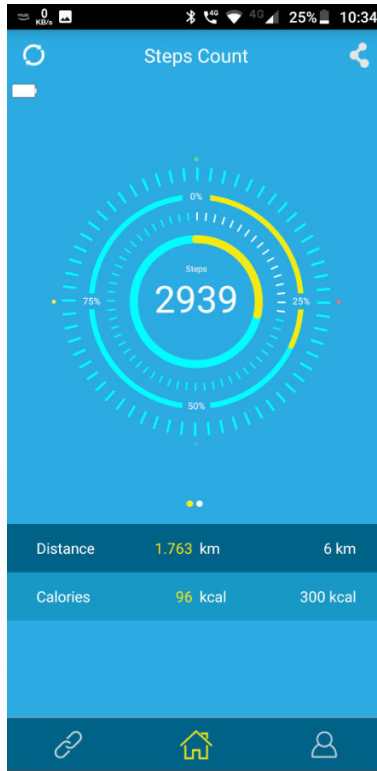 0
KB/s
4G
4G
25%
10:34
Steps Count
0%
Steps
2939
75%
25%
50%
Distance 1.763 km 6 km
Calories 96 kcal 300 kcal